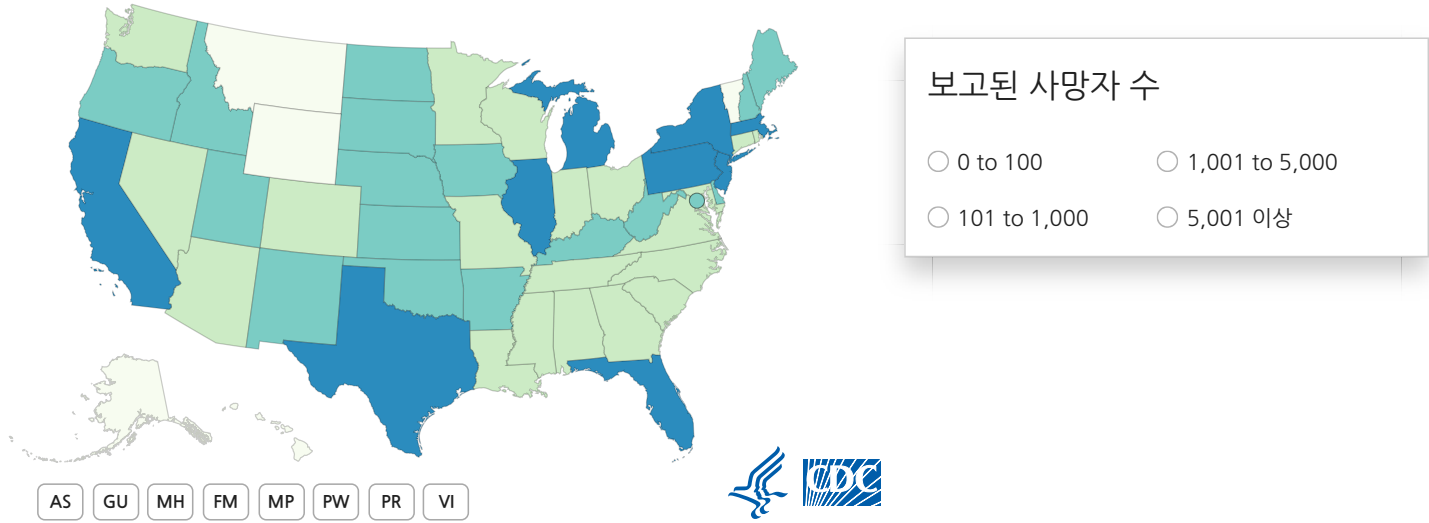 보고된 사망자 수
0 to 100
1,001 to 5,000
101 to 1,000
5,001 이상
AS
GU
MH
FM
MP
PW
PR
VI
CDC